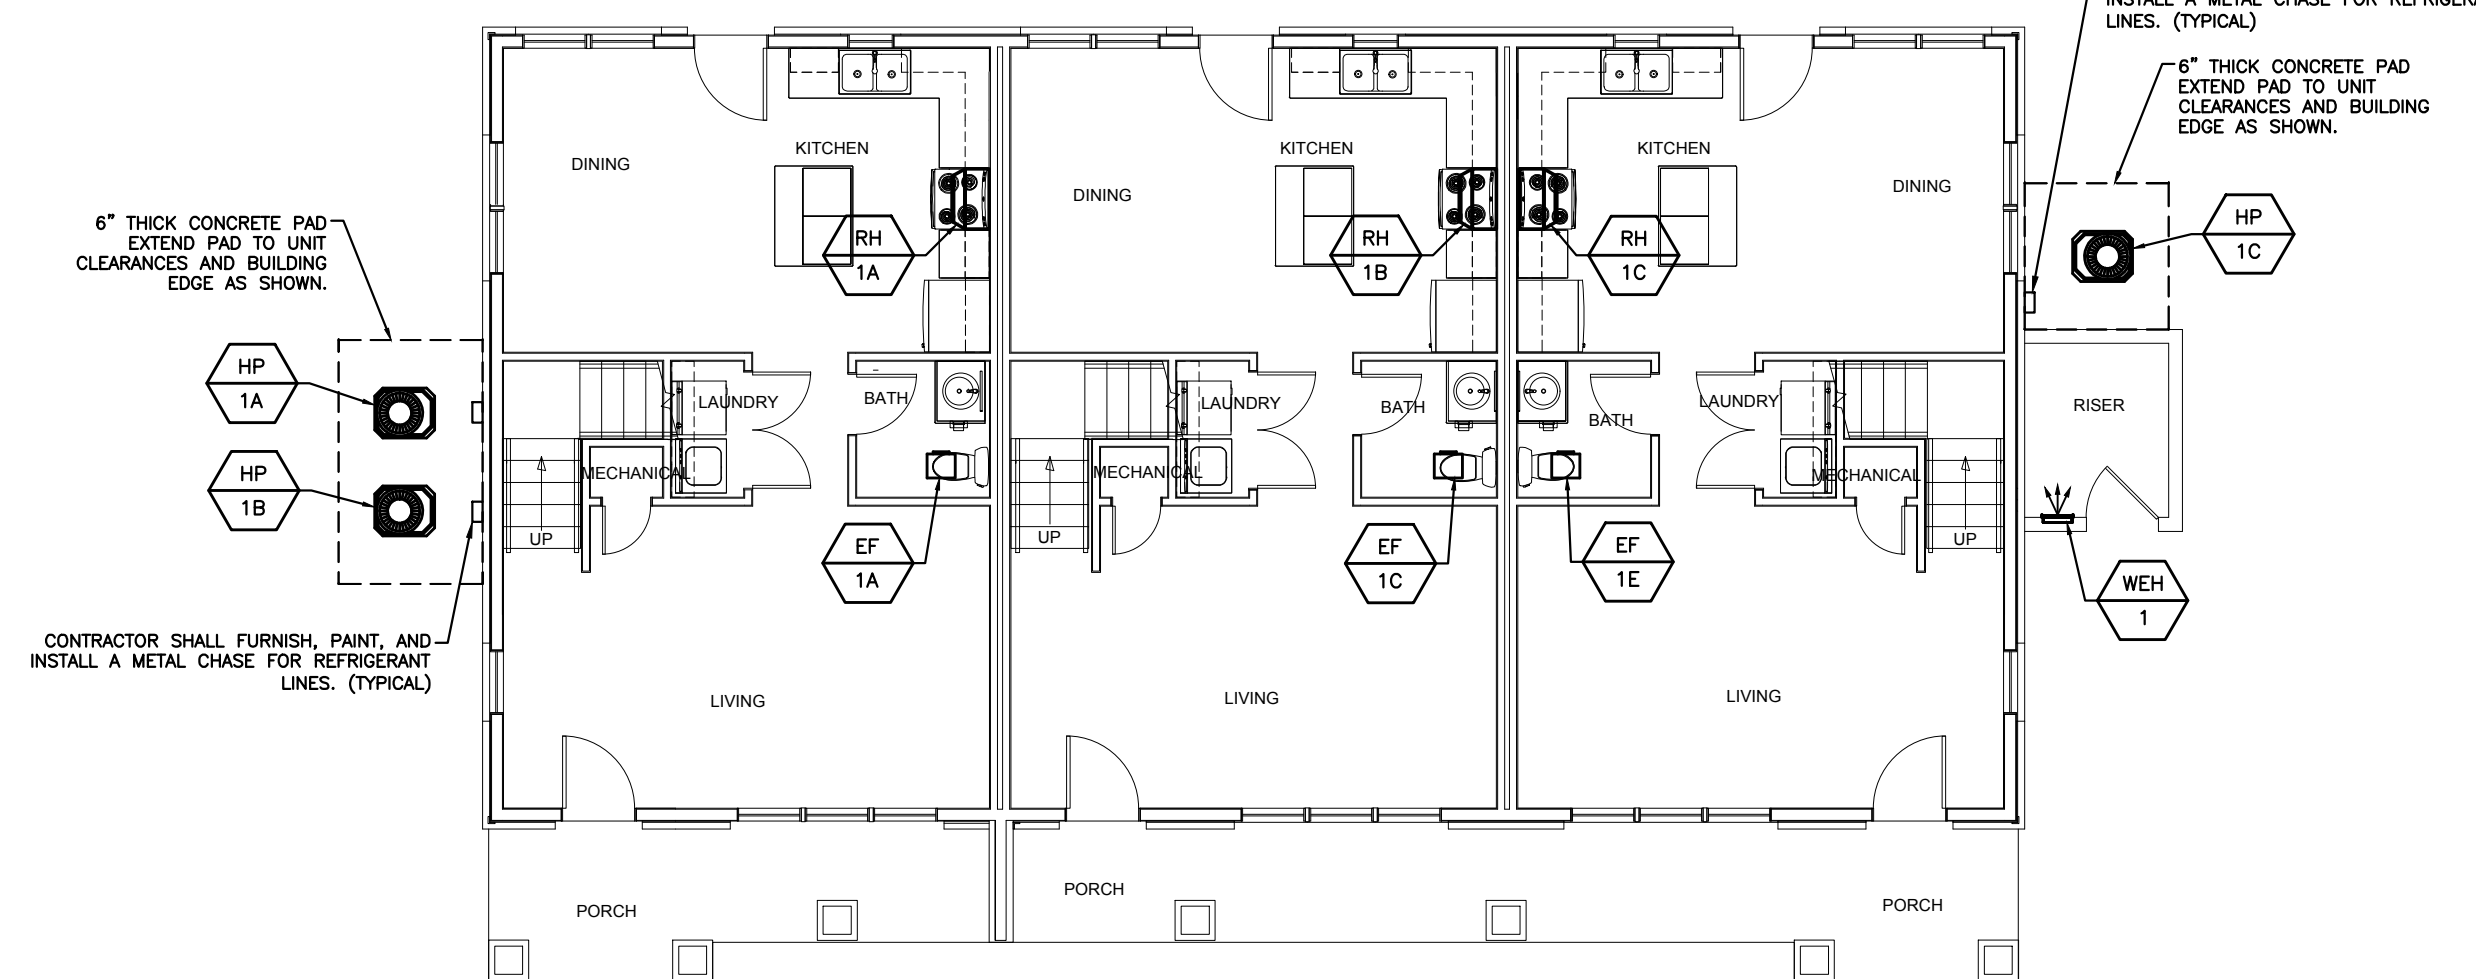 INSTALL A METAL CHASE FOR
LINES. (TYPICAL)
6" THICK CONCRETE PAD
EXTEND PAD TO UNIT
CLEARANCES AND BUILDING
EDGE AS SHOWN.
KITCHEN
KITCHEN
KITCHEN
DINING
DINING
DINING
6" THICK CONCRETE PAD
EXTEND PAD TO UNIT
CLEARANCES AND BUILDING
EDGE AS SHOWN.
RH
1A
RH
1B
RH
1C
HP
1C
HP
1A
HP
1B
LAUNDRY
BATH
LAUNDRY
BATH
BATH
LAUNDRY
RISER
MECHANICAL
MECHANICAL
MECHANICAL
UP
UP
UP
EF
1A
EF
1C
EF
1E
WEH
1
CONTRACTOR SHALL FURNISH, PAINT, AND
INSTALL A METAL CHASE FOR REFRIGERANT
LINES. (TYPICAL)
LIVING
LIVING
LIVING
PORCH
PORCH
PORCH